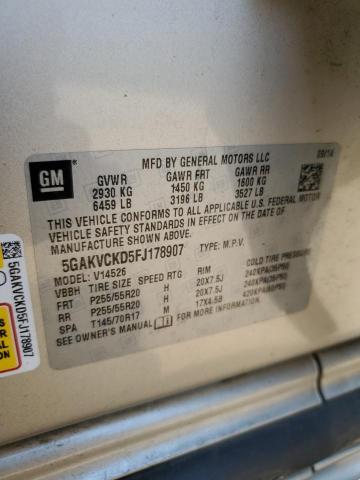 MFD BY GENERAL MOTORS LLC 09/14
GM
GVWR GAWR FRT GAWR RR
2930 KG 1450 KG 1600 KG
6459 LB 3196 LB 3527 LB
THIS VEHICLE CONFORMS TO ALL APPLICABLE U.S. FEDERAL MOTOR
VEHICLE SAFETY STANDARDS IN EFFECT ON THE DATE OF
MANUFACTURE SHOWN ABOVE.
5GAKVCKD5FJ178907 TYPE: M.P.V.
MODEL: V14526
VBBH TIRE SIZE SPEED RTG RIM COLD TIRE PRESSURE
FRT P255/55R20 H 20X7.5J 240KPA(35PSI)
RR P255/55R20 H 20X7.5J 240KPA(35PSI)
SPA T145/70R17 M 17X4.5B 420KPA(60PSI)
SEE OWNER'S MANUAL FOR MORE INFORMATION.
5GAKVCKD5FJ178907